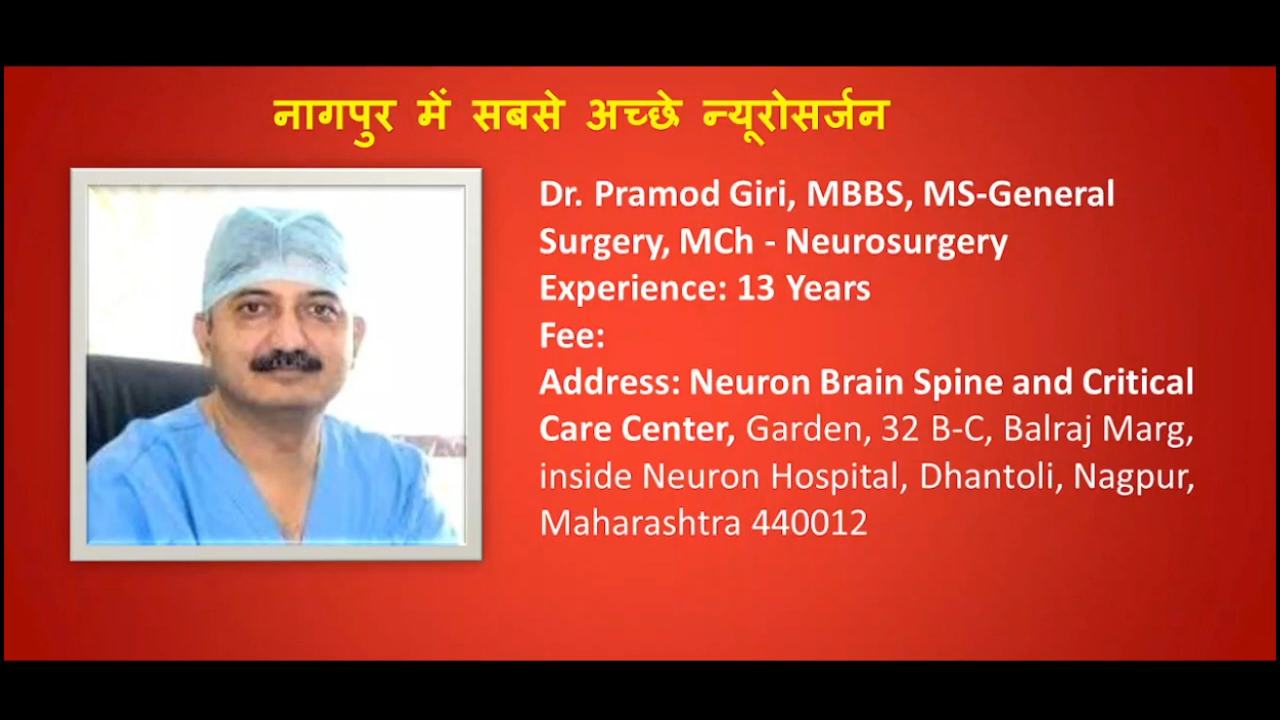 नागपुर में सबसे अच्छे न्यूरोसर्जन
Dr. Pramod Giri, MBBS, MS-General
Surgery, MCh - Neurosurgery
Experience: 13 Years
Fee:
Address: Neuron Brain Spine and Critical
Care Center, Garden, 32 B-C, Balraj Marg,
inside Neuron Hospital, Dhantoli, Nagpur,
Maharashtra 440012